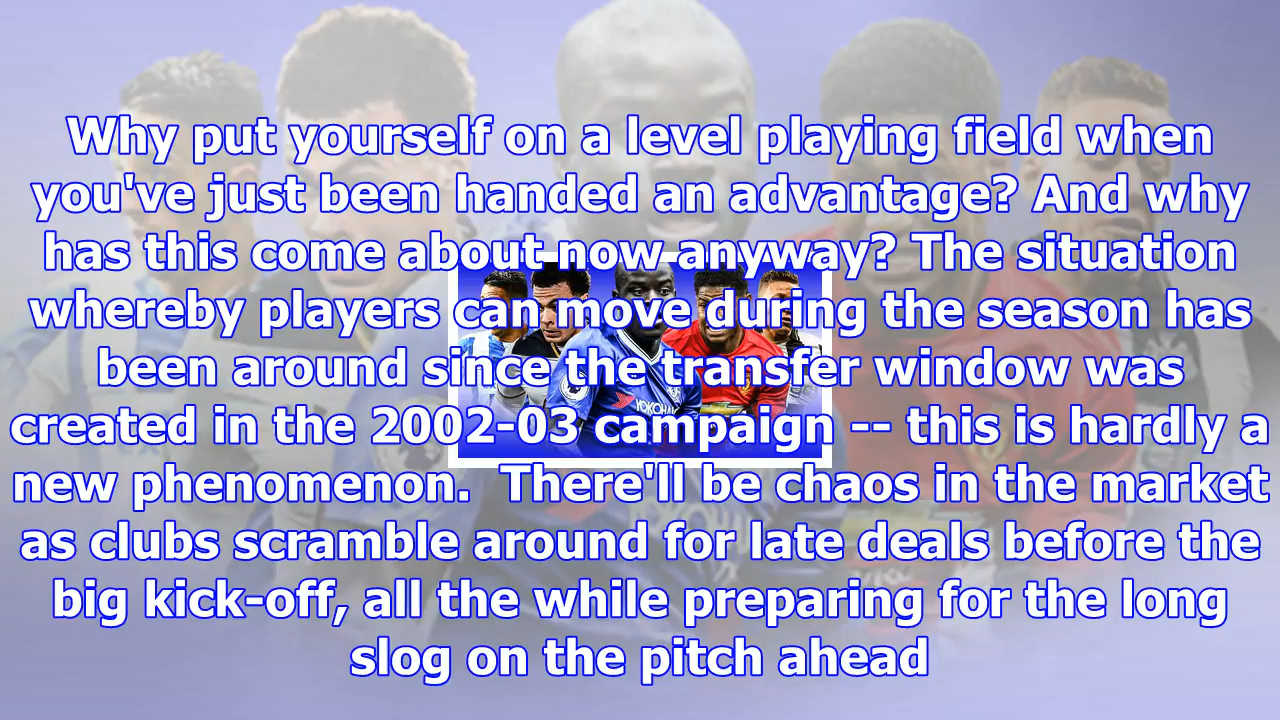 Why put yourself on a level playing field when
you've just been handed an advantage? And why
has this come about now anyway? The situation
whereby players can move during the season has
been around since the transfer window was
created in the 2002-03 campaign -- this is hardly a
new phenomenon.  There'll be chaos in the market
as clubs scramble around for late deals before the
big kick-off, all the while preparing for the long
slog on the pitch ahead